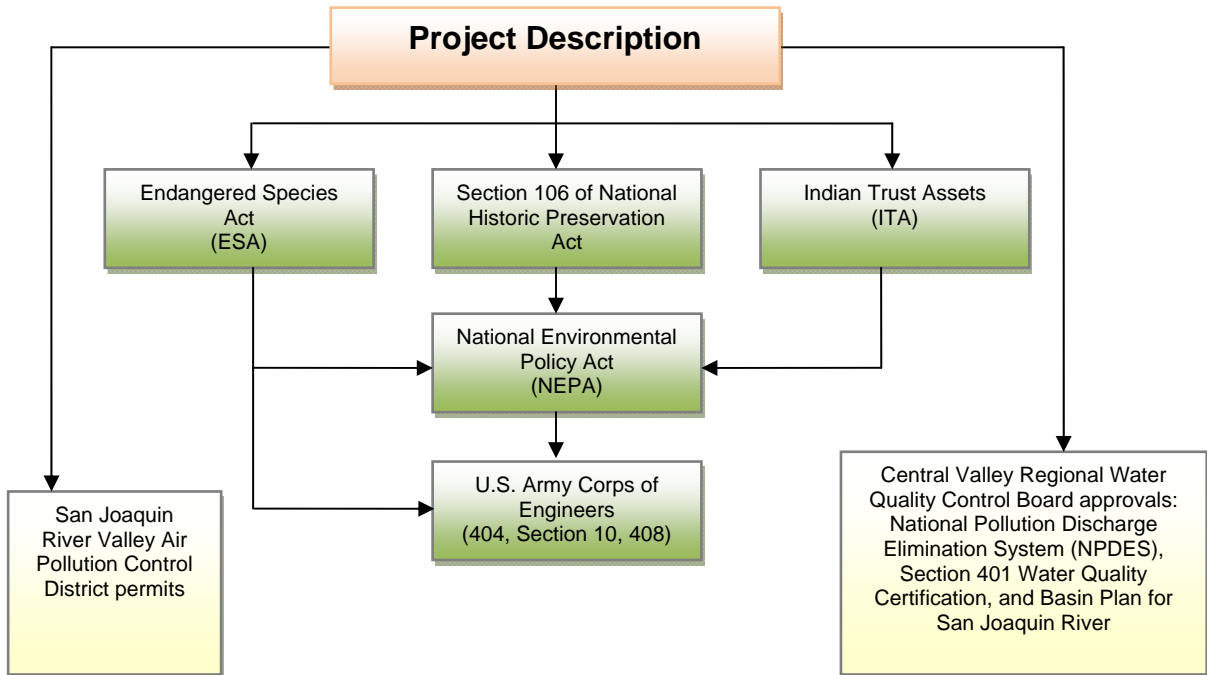 Project Description
Endangered Species
Act
(ESA)
Section 106 of National
Historic Preservation
Act
Indian Trust Assets
(ITA)
National Environmental
Policy Act
(NEPA)
U.S. Army Corps of
Engineers
(404, Section 10, 408)
San Joaquin
River Valley Air
Pollution Control
District permits
Central Valley Regional Water
Quality Control Board approvals:
National Pollution Discharge
Elimination System (NPDES),
Section 401 Water Quality
Certification, and Basin Plan for
San Joaquin River